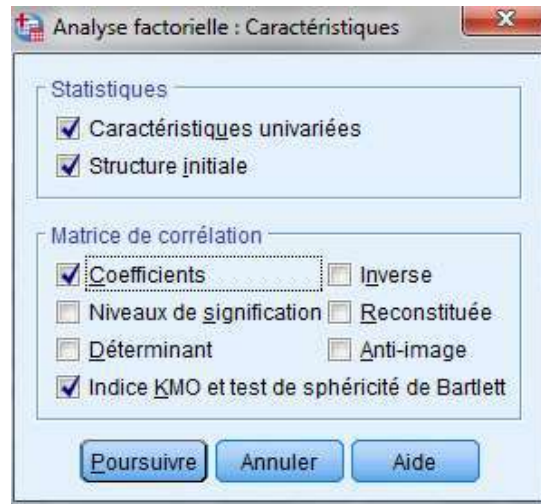 Analyse factorielle : Caractéristiques
Statistiques
Caractéristiques univariées
Structure initiale
Matrice de corrélation
Coefficients Inverse
Niveaux de signification Reconstituée
Déterminant Anti-image
Indice KMO et test de sphéricité de Bartlett
Poursuivre Annuler Aide